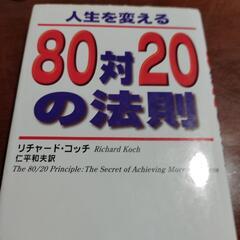 人生を変える
80対20
の法則
リチャード・コッチ Richard Koch
仁平和夫訳
The 80/20 Principle: The Secret of Achieving More